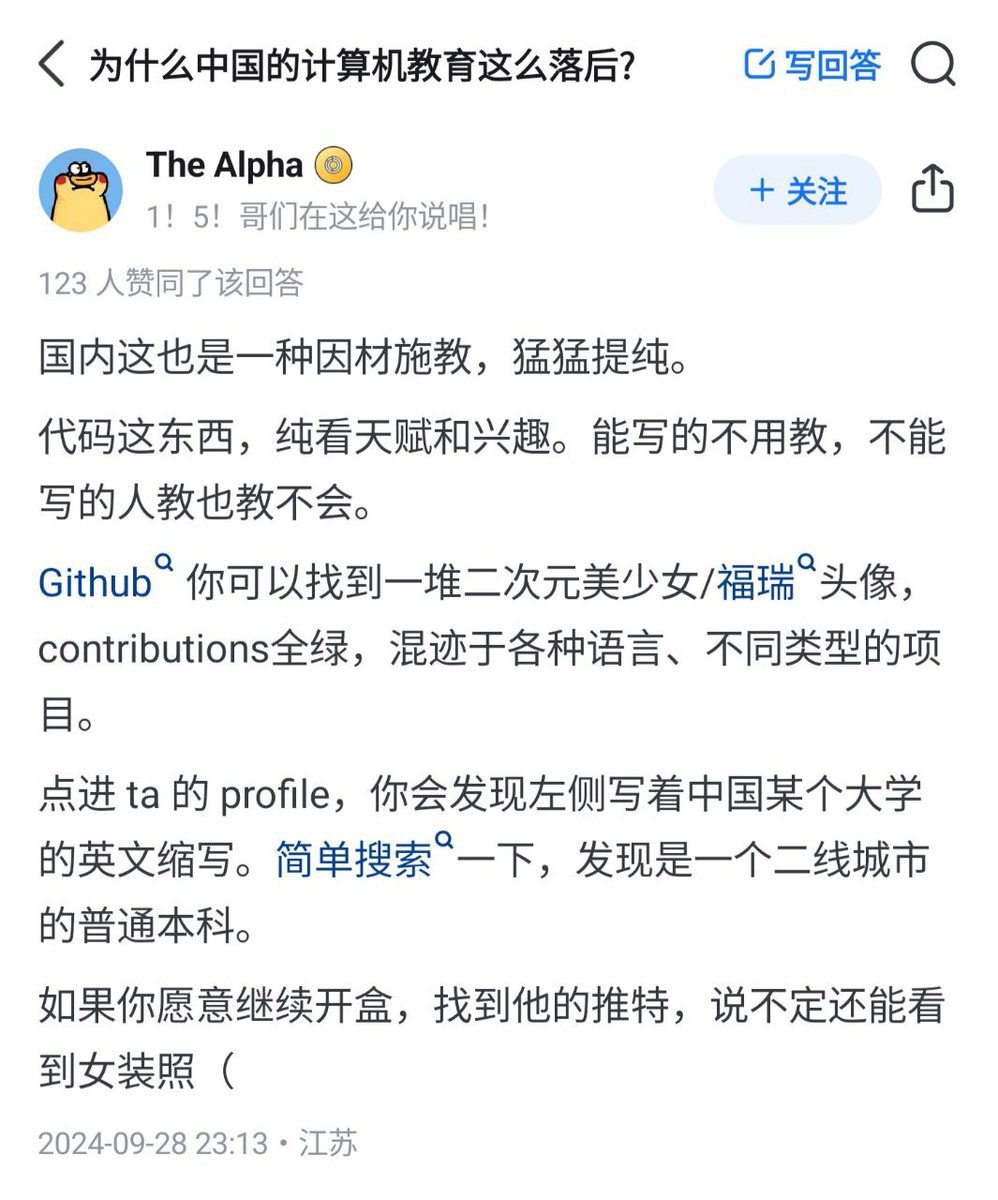 为什么中国的计算机教育这么落后?
写回答
The Alpha
1！5！哥们在这给你说唱！
+ 关注
123 人赞同了该回答
国内这也是一种因材施教，猛猛提纯。
代码这东西，纯看天赋和兴趣。能写的不用教，不能
写的人教也教不会。
Github 你可以找到一堆二次元美少女/福瑞头像，
contributions全绿，混迹于各种语言、不同类型的项
目。
点进 ta 的 profile，你会发现左侧写着中国某个大学
的英文缩写。简单搜索一下，发现是一个二线城市
的普通本科。
如果你愿意继续开盒，找到他的推特，说不定还能看
到女装照（
2024-09-28 23:13・江苏